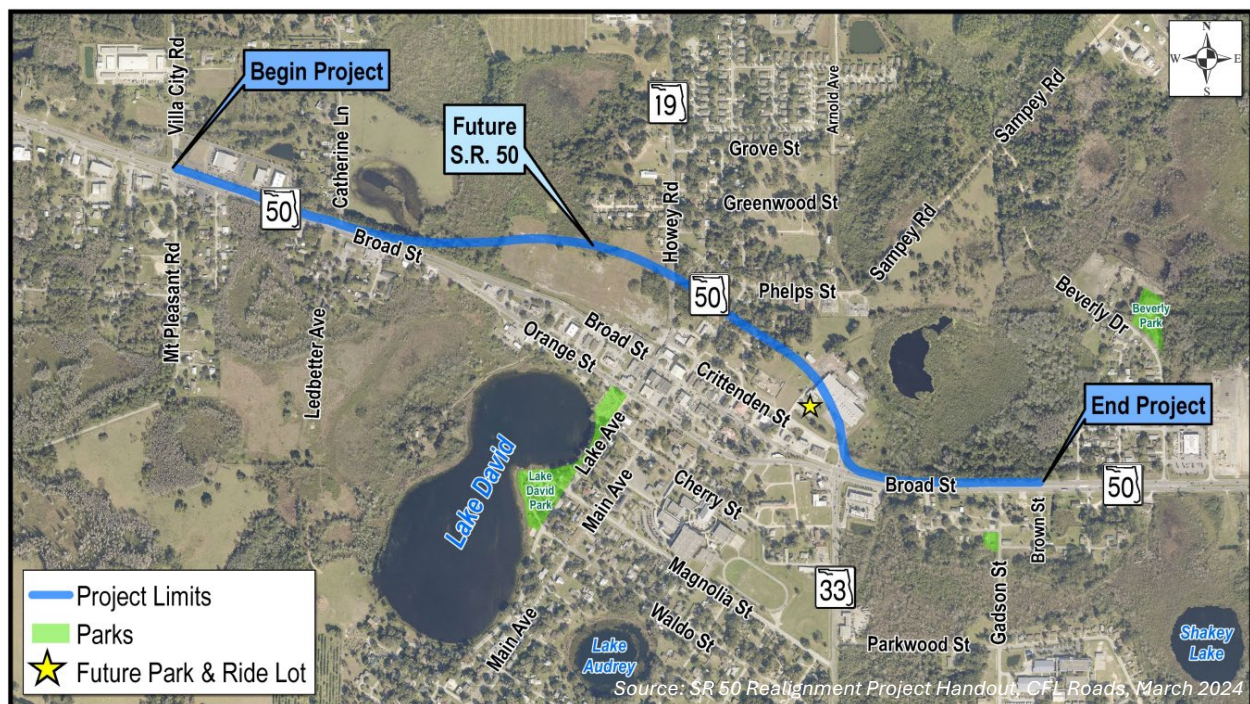 N
W E
S
Villa City Rd
Begin Project
Catherine Ln
Future
S.R. 50
19
Arnold Ave
Sampey Rd
Grove St
Greenwood St
Howey Rd
Sampey Rd
50
Broad St
50
Phelps St
Beverly Dr
Beverly
Park
Mt Pleasant Rd
Ledbetter Ave
Orange St
Broad St
Crittenden St
End Project
Lake David
Lake Ave
Lake
David
Park
Main Ave
Cherry St
Broad St
50
Brown St
Magnolia St
33
Gadson St
Main Ave
Waldo St
Parkwood St
Lake
Audrey
Shakey
Lake
Project Limits
Parks
Future Park & Ride Lot
Source: SR 50 Realignment Project Handout, CFL Roads, March 2024